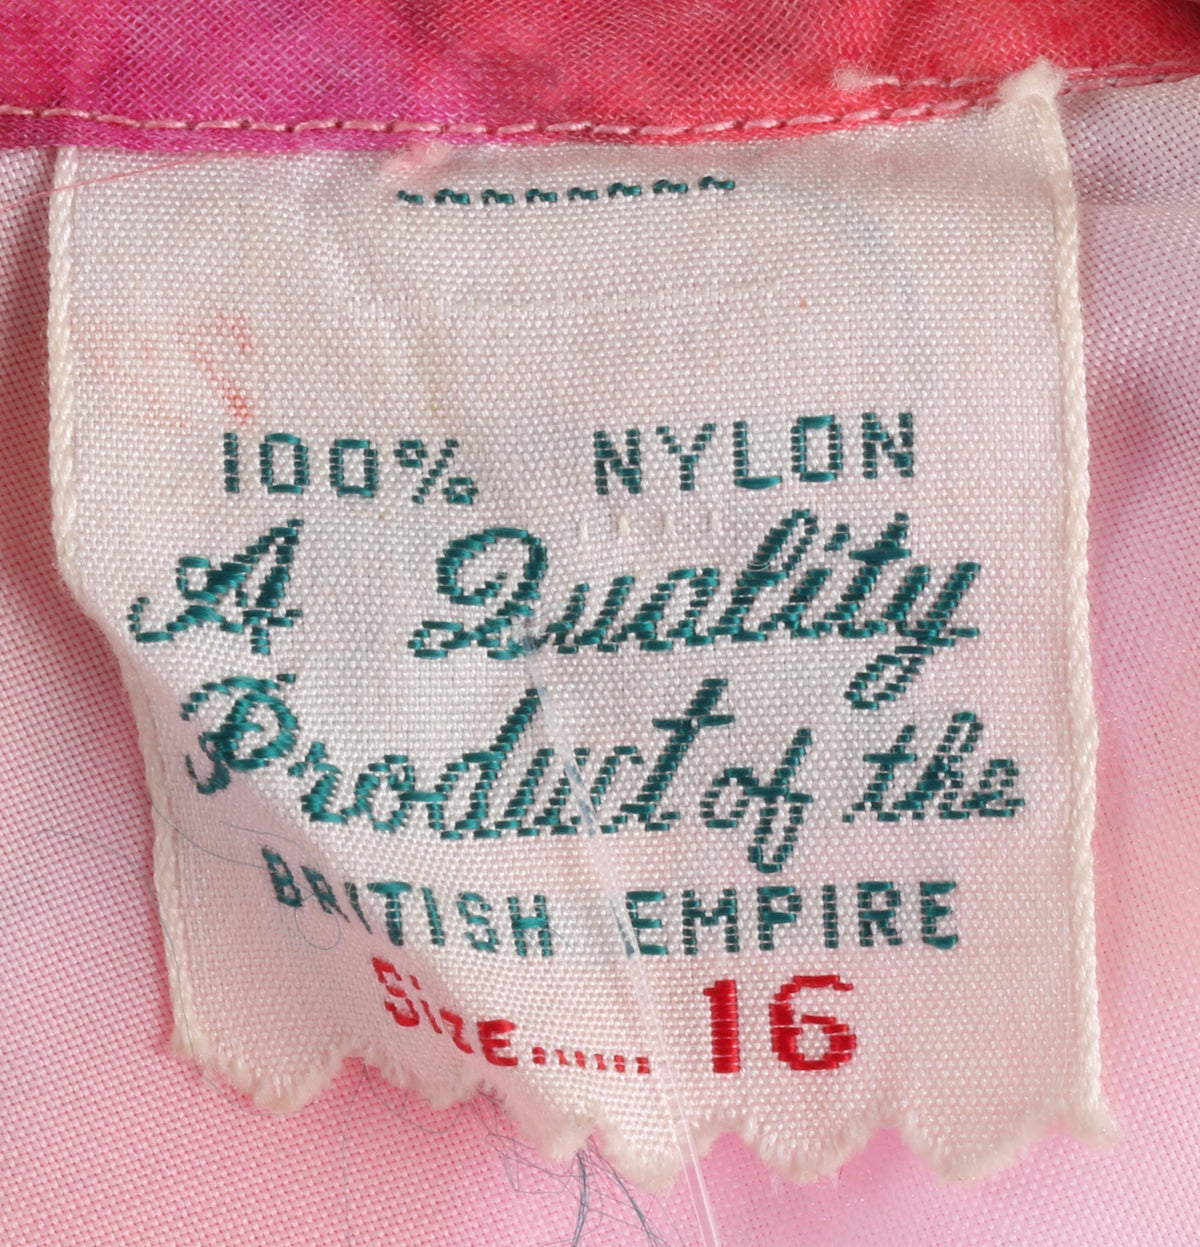 100% NYLON
A Quality
Product of the
BRITISH EMPIRE
SizE...... 16